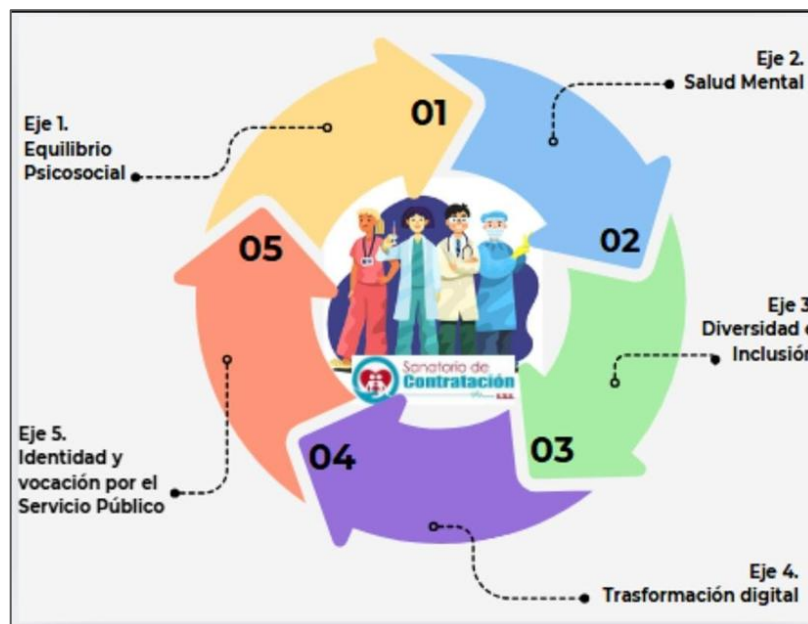 Eje 1.
Equilibrio
Psicosocial
01
Eje 2.
Salud Mental
02
Eje 3
Diversidad e
Inclusión
03
Eje 4.
Trasformación digital
04
Eje 5.
Identidad y
vocación por el
Servicio Público
05
Sanatorio de
Contratación
E.S.E.